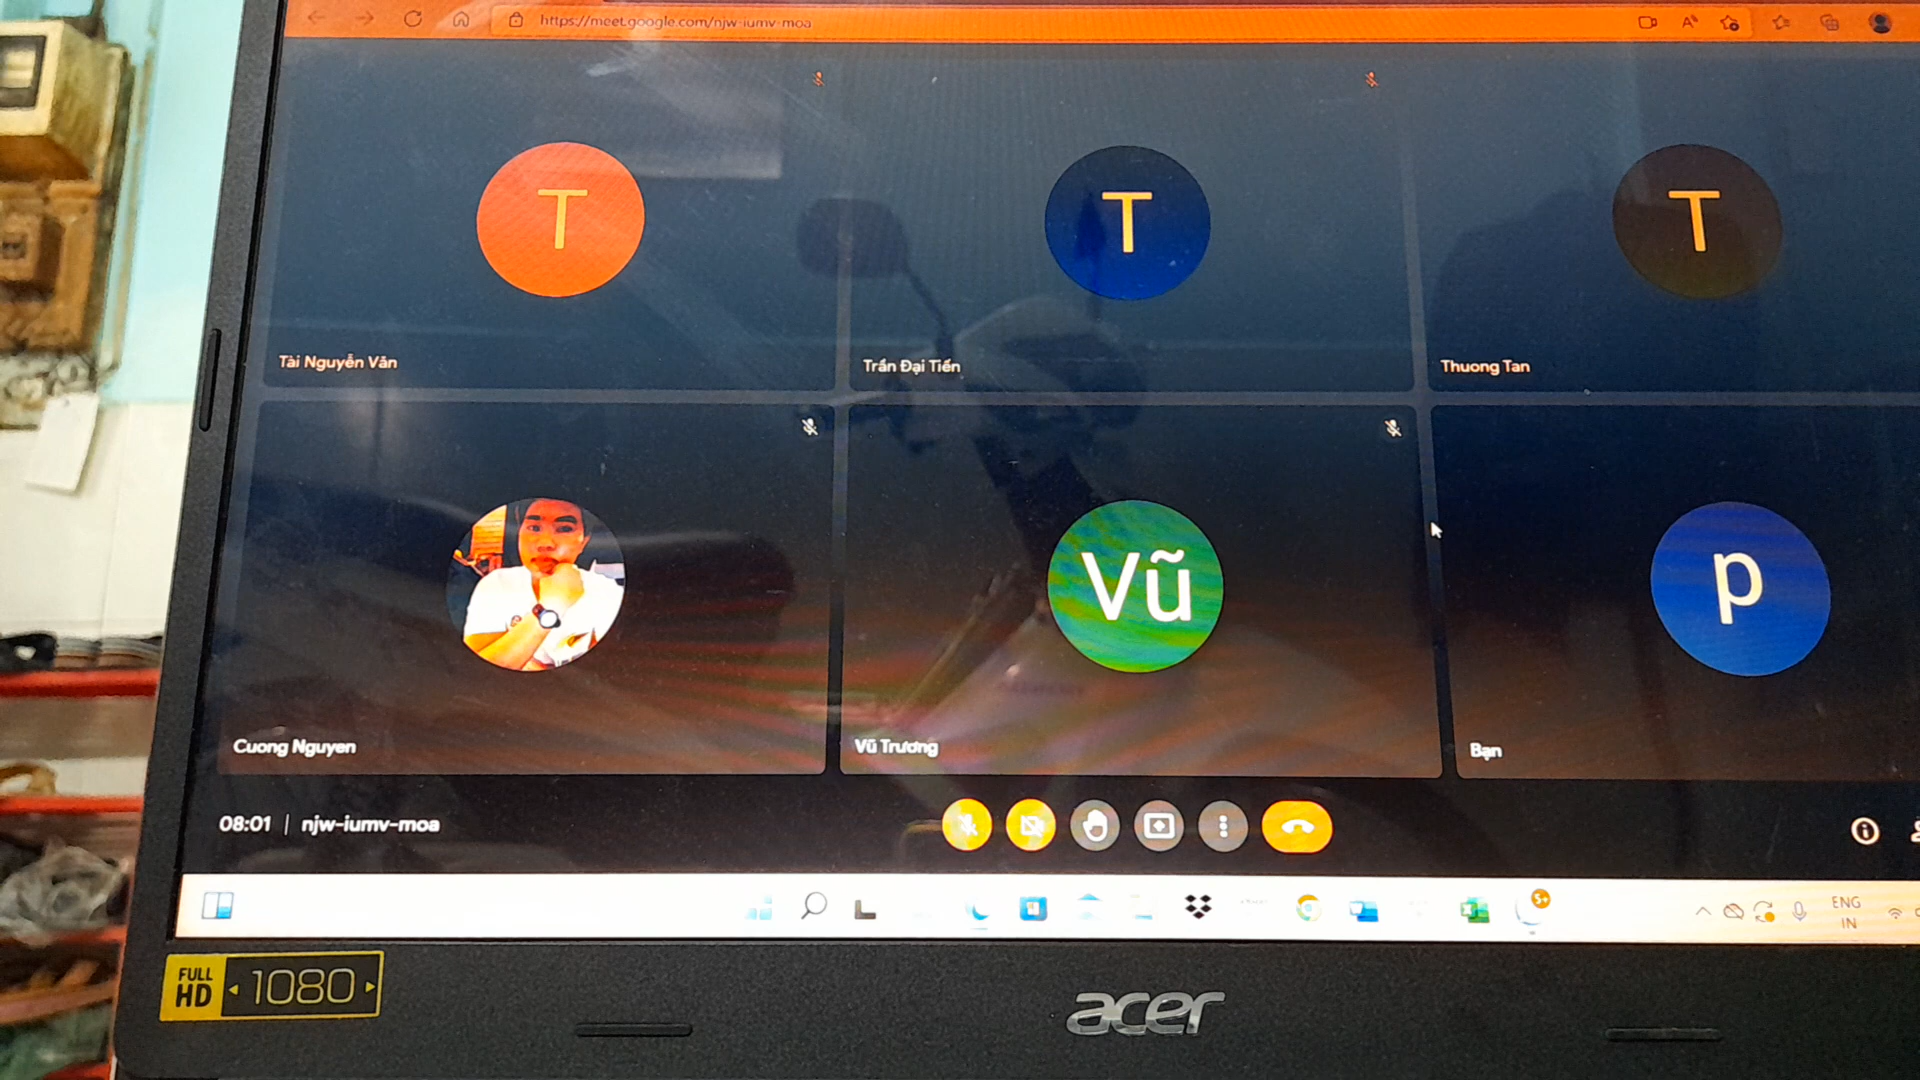 https://meet.google.com/njw-iumv-moa
T
T
T
Tài Nguyễn Văn
Trần Đại Tiến
Thuong Tan
Vũ
p
Cuong Nguyen
Vũ Trương
Bạn
08:01 | njw-iumv-moa
5+
ENG
IN
FULL
HD
1080
acer